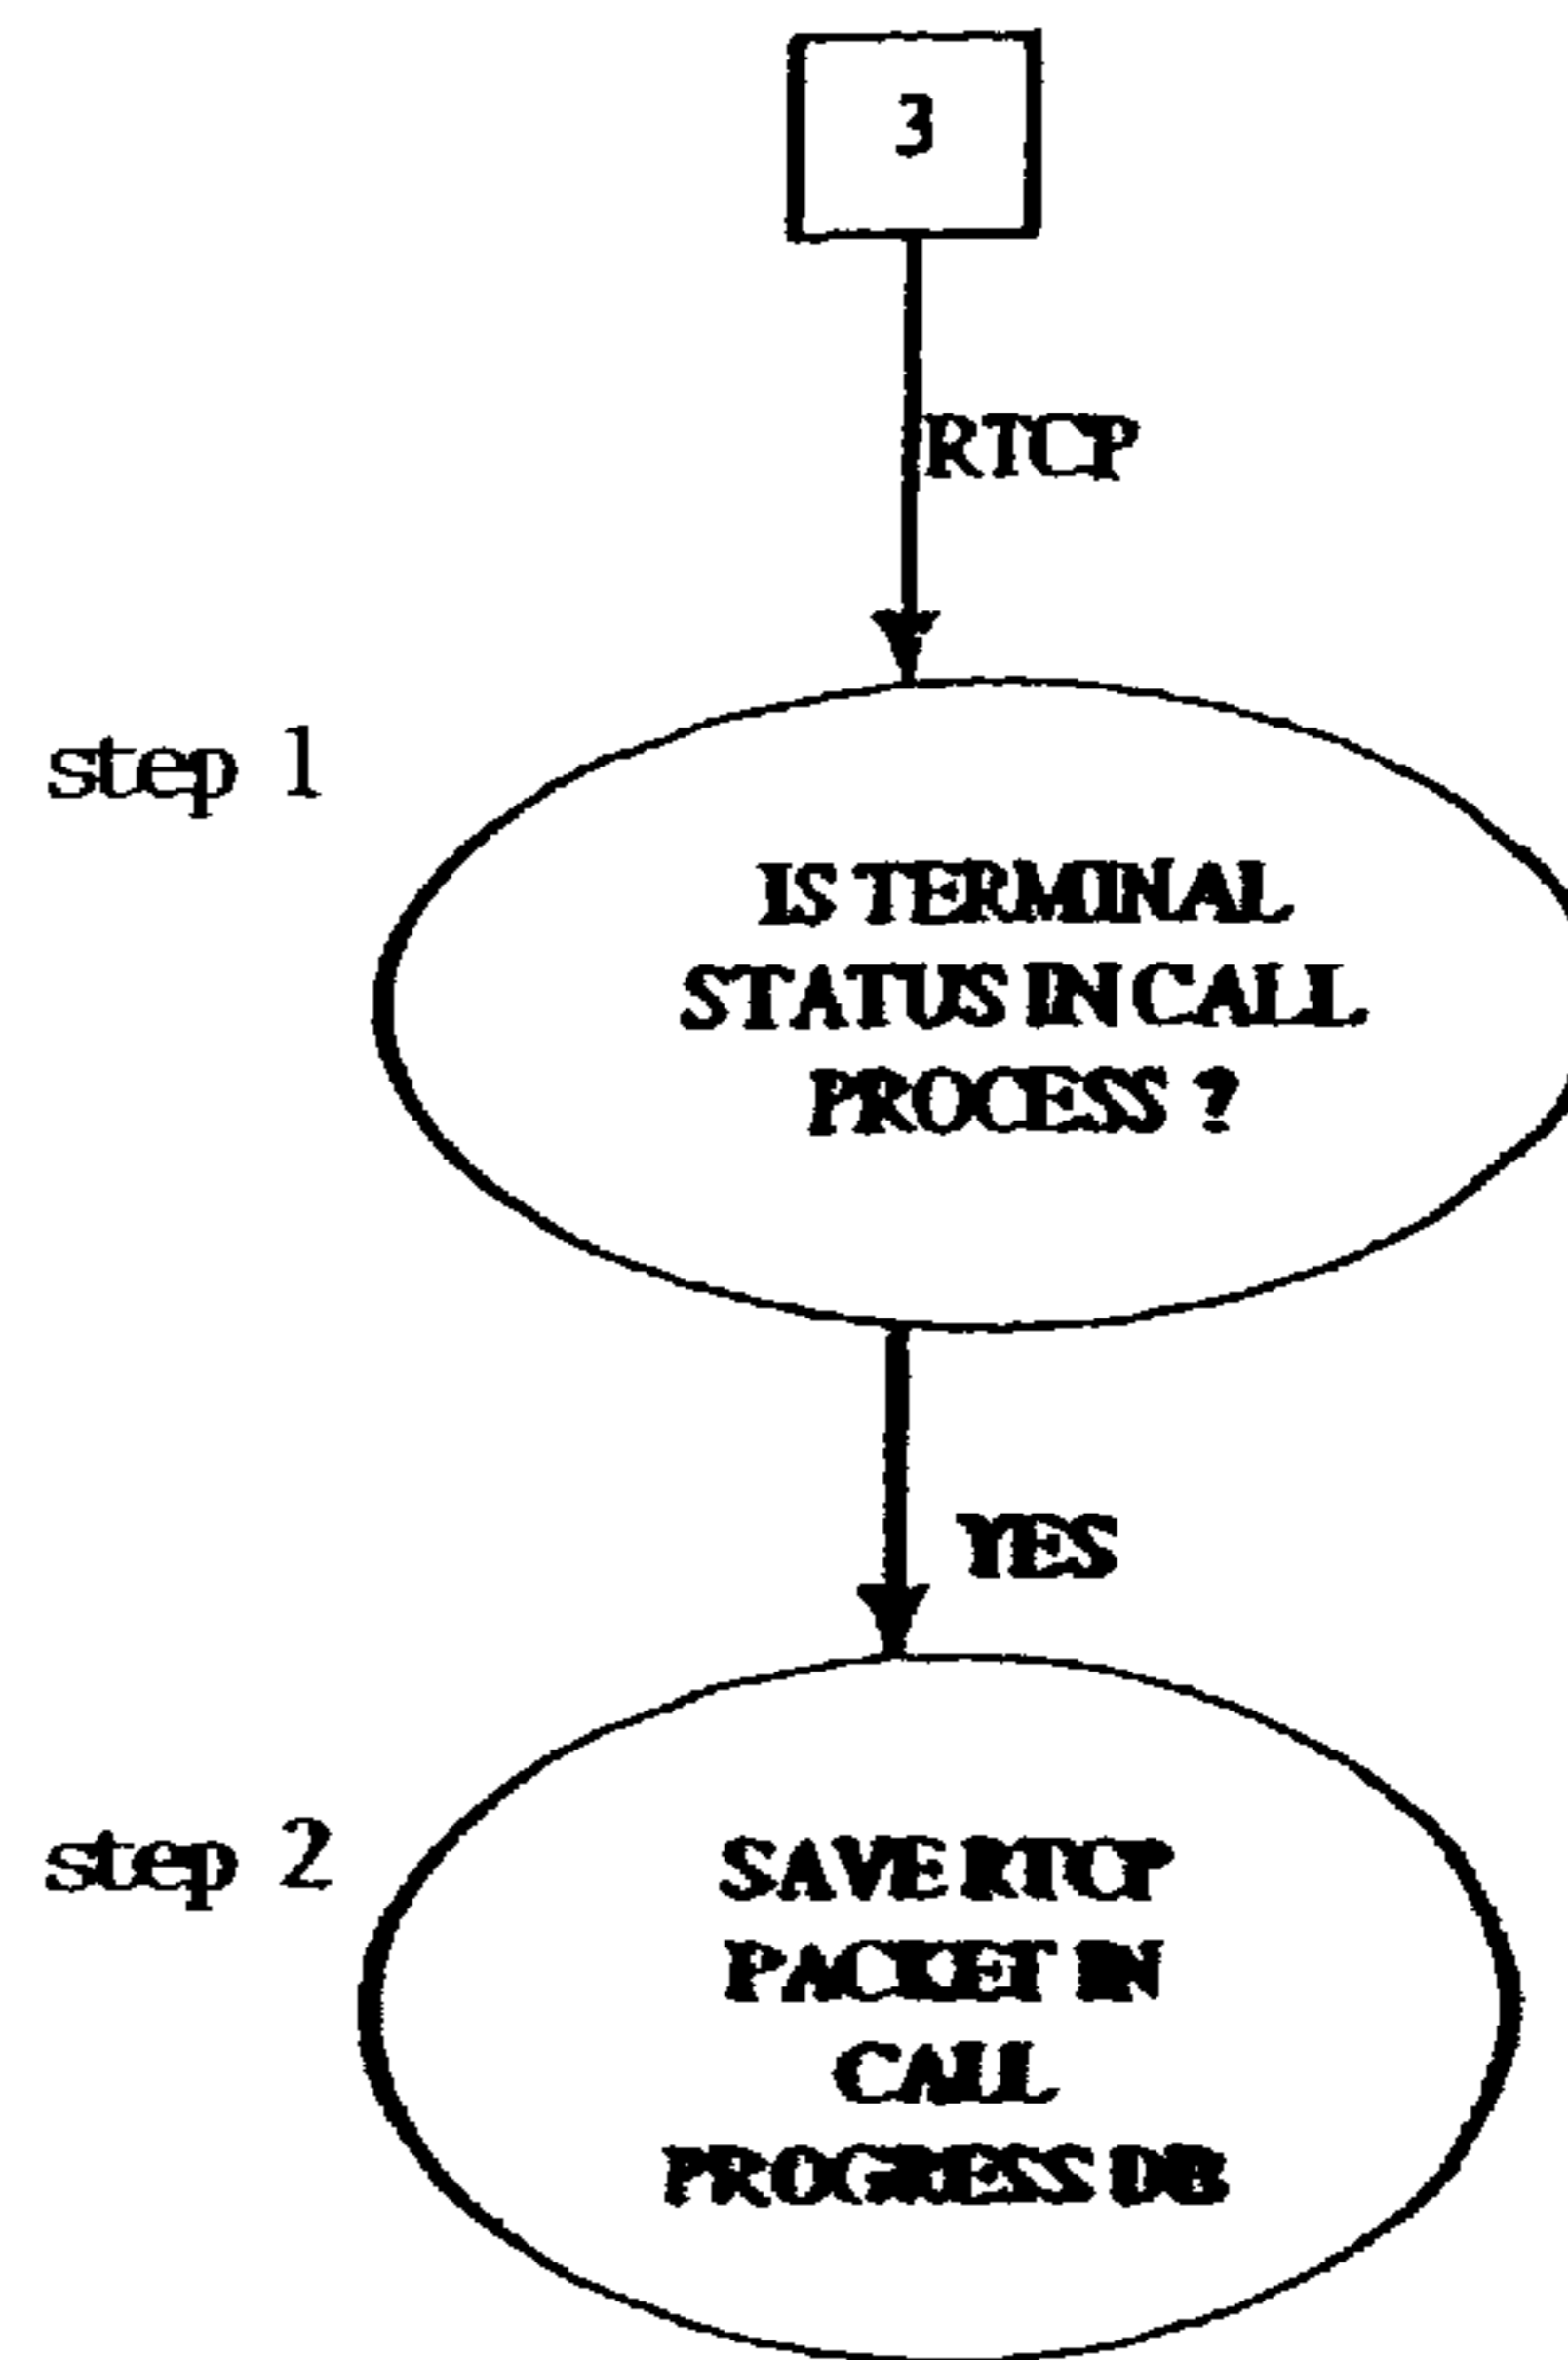 3
RTCP
step 1
IS TERMINAL
STATUS IN CALL
PROCESS ?
YES
step 2
SAVE RTCP
PACKET IN
CALL
PROGRESS DB